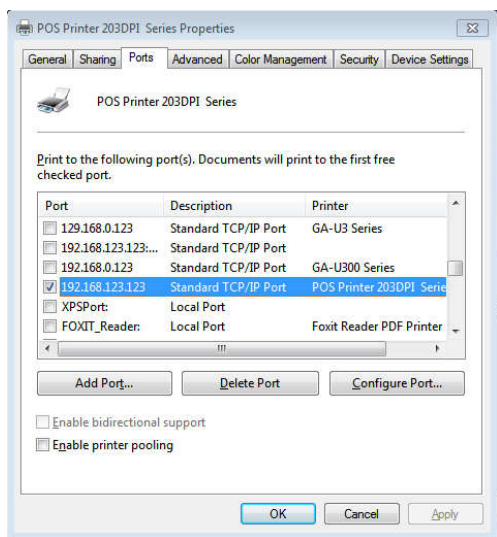 POS Printer 203DPI Series Properties
General Sharing Ports Advanced Color Management Security Device Settings
POS Printer 203DPI Series
Print to the following port(s). Documents will print to the first free
checked port.
Port Description Printer
129.168.0.123 Standard TCP/IP Port GA-U3 Series
192.168.123.123:... Standard TCP/IP Port
192.168.0.123 Standard TCP/IP Port GA-U300 Series
192.168.123.123 Standard TCP/IP Port POS Printer 203DPI Serie
XPSPort: Local Port
FOXIT_Reader: Local Port Foxit Reader PDF Printer
Add Port... Delete Port Configure Port...
Enable bidirectional support
Enable printer pooling
OK Cancel Apply